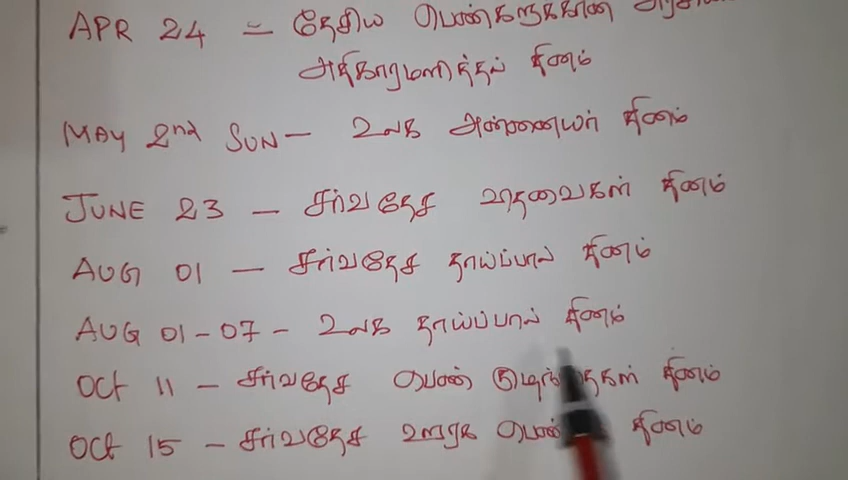 APR 24 - தேசிய பெண்களுக்கான
அதிகாரமளித்தல் தினம்
MAY 2nd SUN - உலக அன்னையர் தினம்
JUNE 23 - சர்வதேச விதவைகள் தினம்
AUG 01 - சர்வதேச தாய்ப்பால் தினம்
AUG 01-07 - உலக தாய்ப்பால் தினம்
OCT 11 - சர்வதேச பெண் தினம்
OCT 15 - சர்வதேச ஊரக தினம்